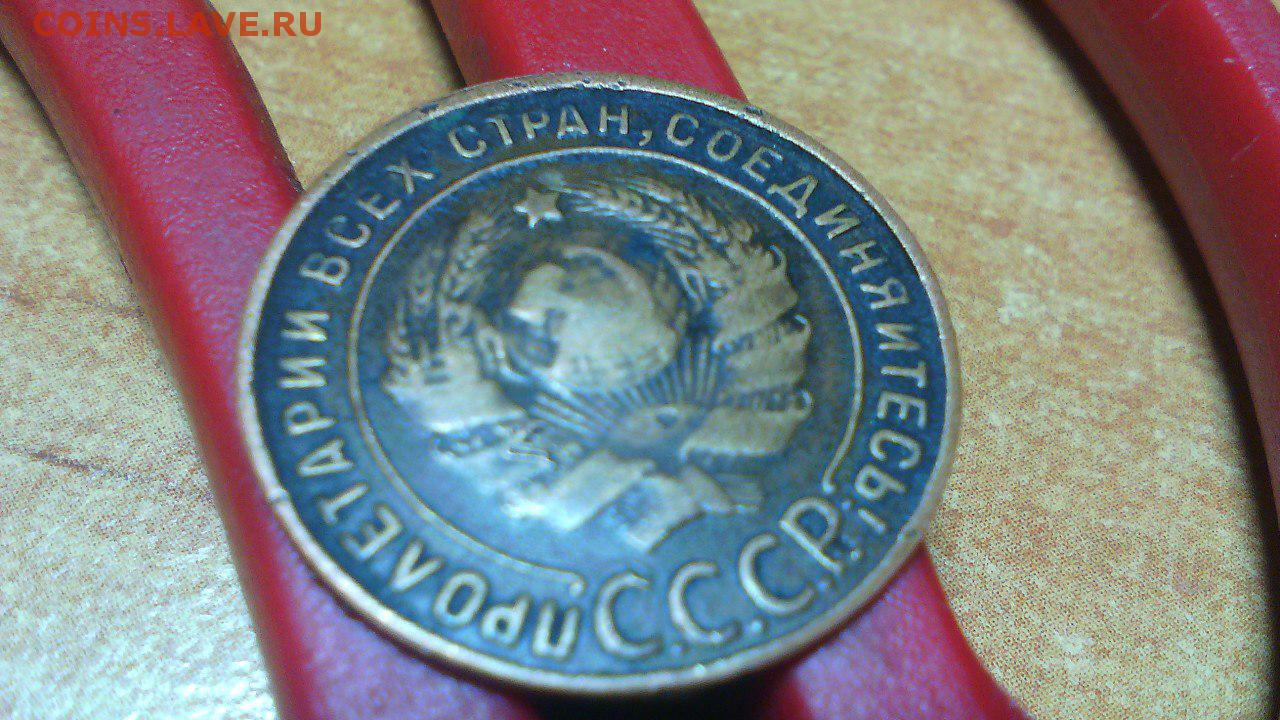 COINS.LAVE.RU
ПРОЛЕТАРИИ ВСЕХ СТРАН, СОЕДИНЯЙТЕСЬ!
С.С.С.Р.